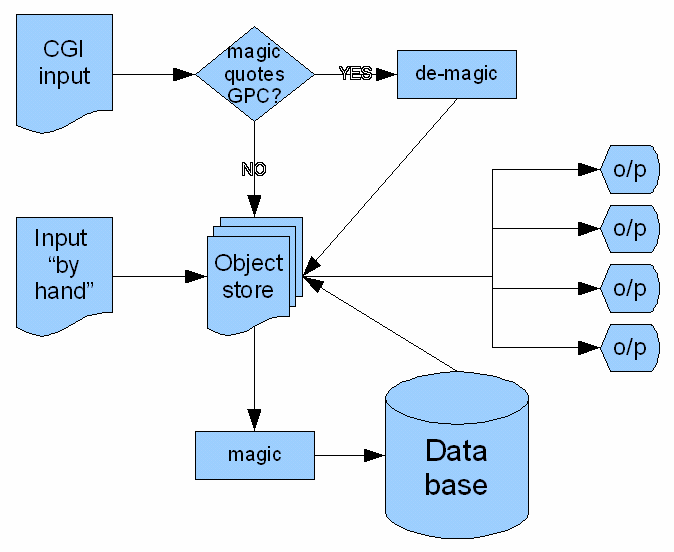 CGI
input
magic
quotes
GPC?
YES
de-magic
NO
o/p
o/p
Input
“by
hand”
Object
store
o/p
o/p
magic
Data
base